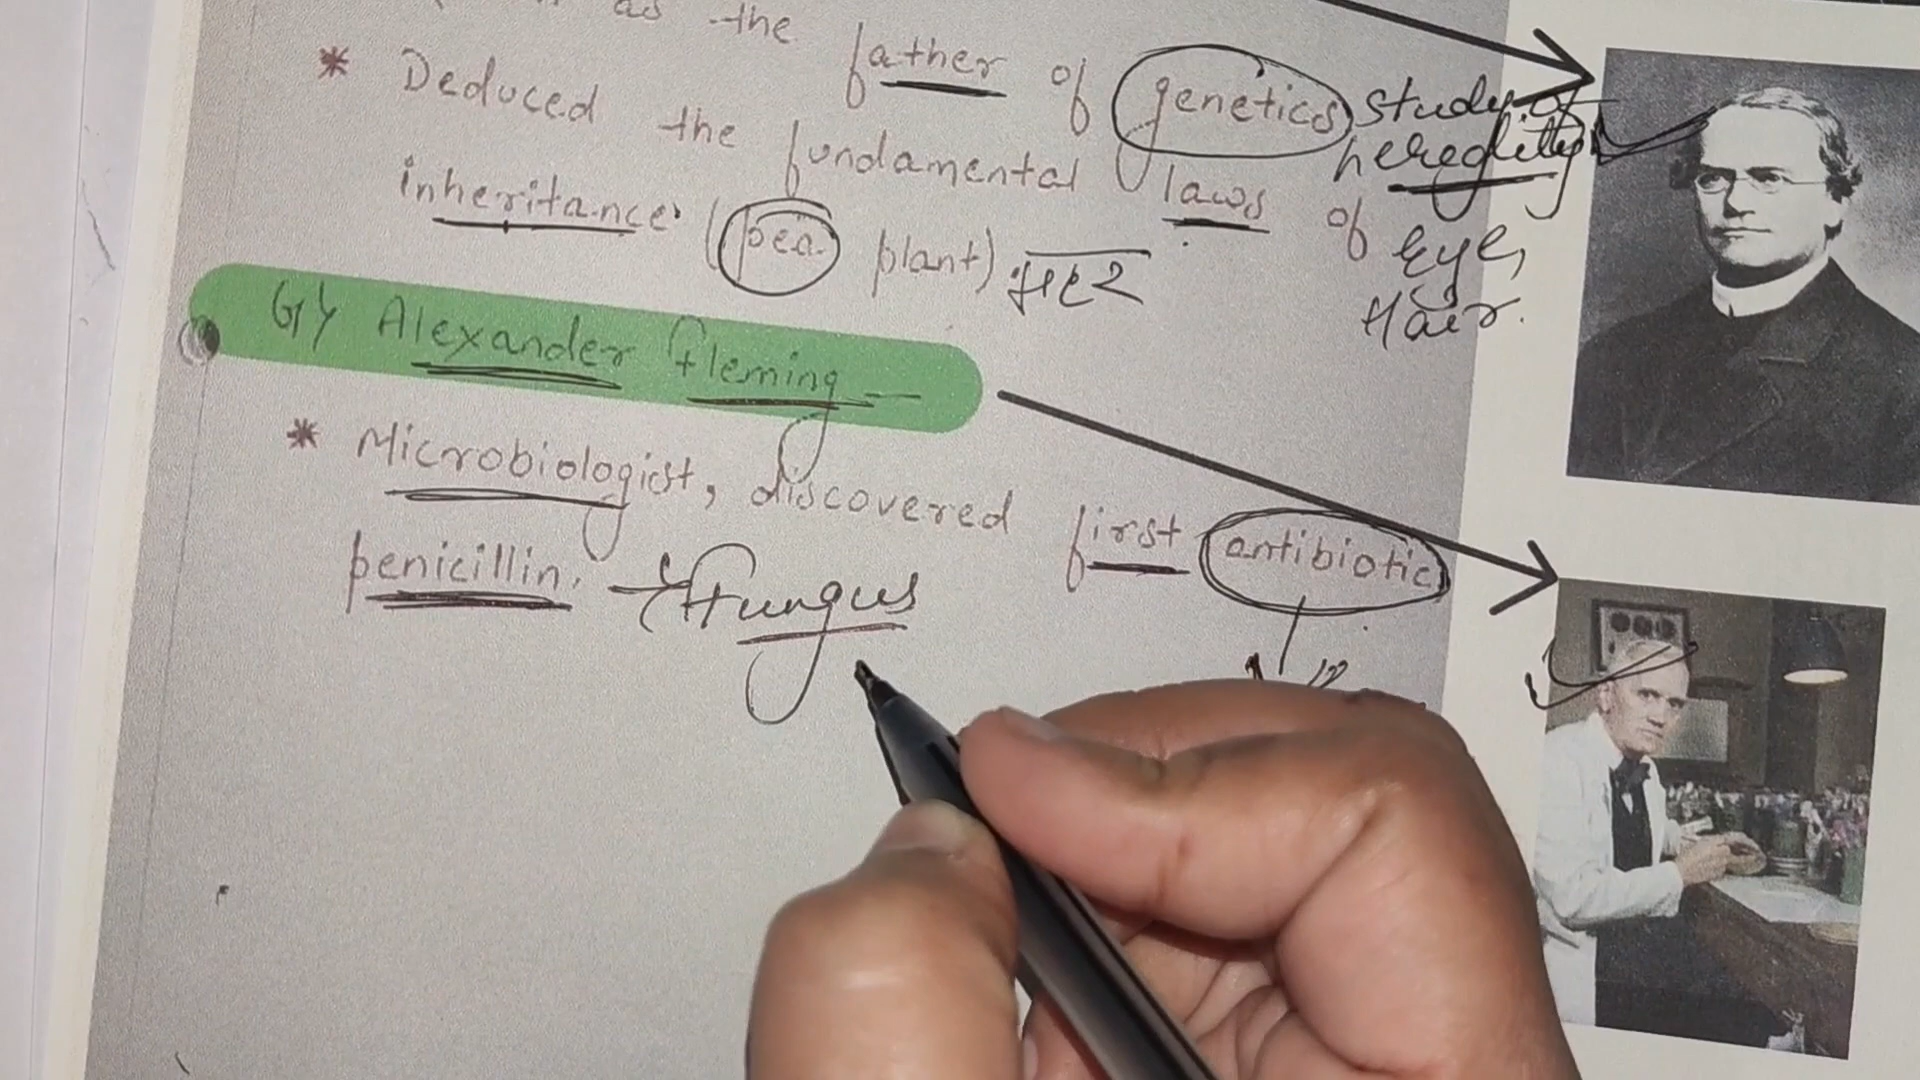 as the father of genetics study of heredity
* Deduced the fundamental laws of
inheritance (pea plant) मटर Eye,
Hair.
G1 Alexander Fleming —
* Microbiologist, discovered first antibiotic
penicillin. → Fungus